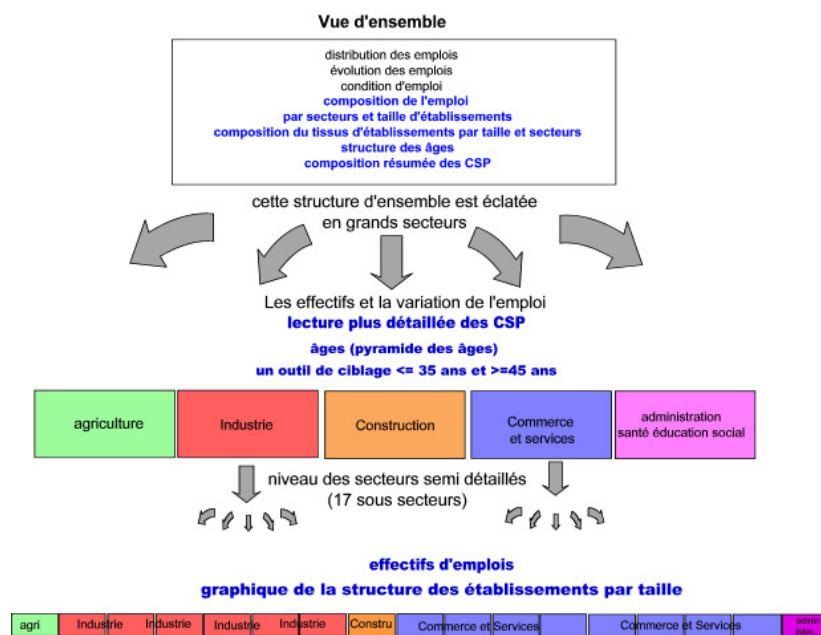 Vue d'ensemble
distribution des emplois
évolution des emplois
condition d'emploi
composition de l'emploi
par secteurs et taille d'établissements
composition du tissus d'établissements par taille et secteurs
structure des âges
composition résumée des CSP
cette structure d'ensemble est éclatée
en grands secteurs
Les effectifs et la variation de l'emploi
lecture plus détaillée des CSP
âges (pyramide des âges)
un outil de ciblage <= 35 ans et >=45 ans
agriculture
Industrie
Construction
Commerce
et services
administration
santé éducation social
niveau des secteurs semi détaillés
(17 sous secteurs)
effectifs d'emplois
graphique de la structure des établissements par taille
agri
Industrie
Industrie
Industrie
Industrie
Constru
Commerce et Services
Commerce et Services
admin
éduc